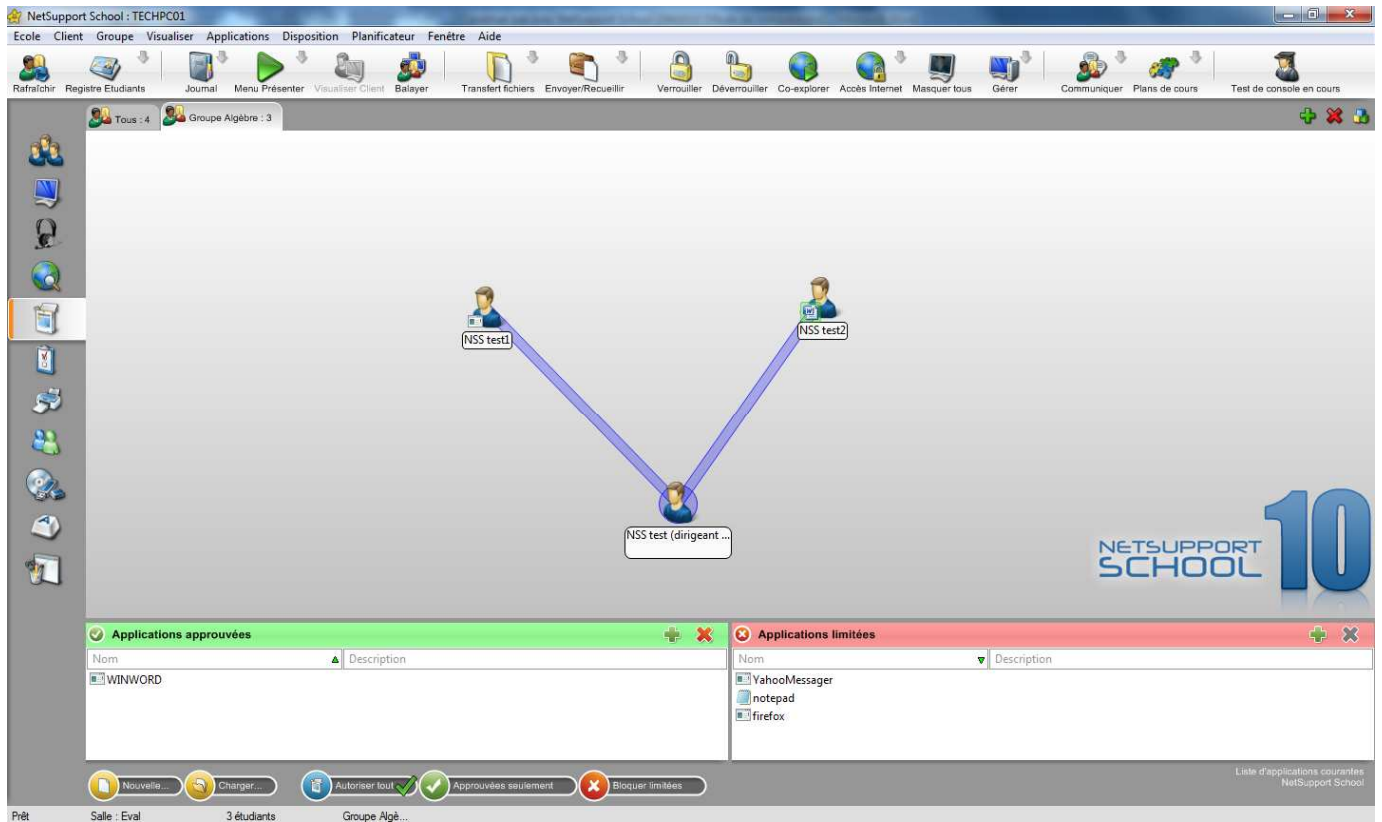 NetSupport School : TECHPC01
Ecole Client Groupe Visualiser Applications Disposition Planificateur Fenêtre Aide
Rafraîchir Registre Etudiants Journal Menu Présenter Visualiser Client Balayer Transfert fichiers Envoyer/Recueillir Verrouiller Déverrouiller Co-explorer Accès Internet Masquer tous Gérer Communiquer Plans de cours Test de console en cours
Tous : 4 Groupe Algèbre : 3
NSS test1
NSS test2
NSS test (dirigeant ...
NETSUPPORT
SCHOOL 10
Applications approuvées Applications limitées
Nom Description Nom Description
WINWORD YahooMessager
notepad
firefox
Nouvelle... Charger... Autoriser tout Approuvées seulement Bloquer limitées
Liste d'applications courantes
NetSupport School
Prêt Salle : Eval 3 étudiants Groupe Algè...